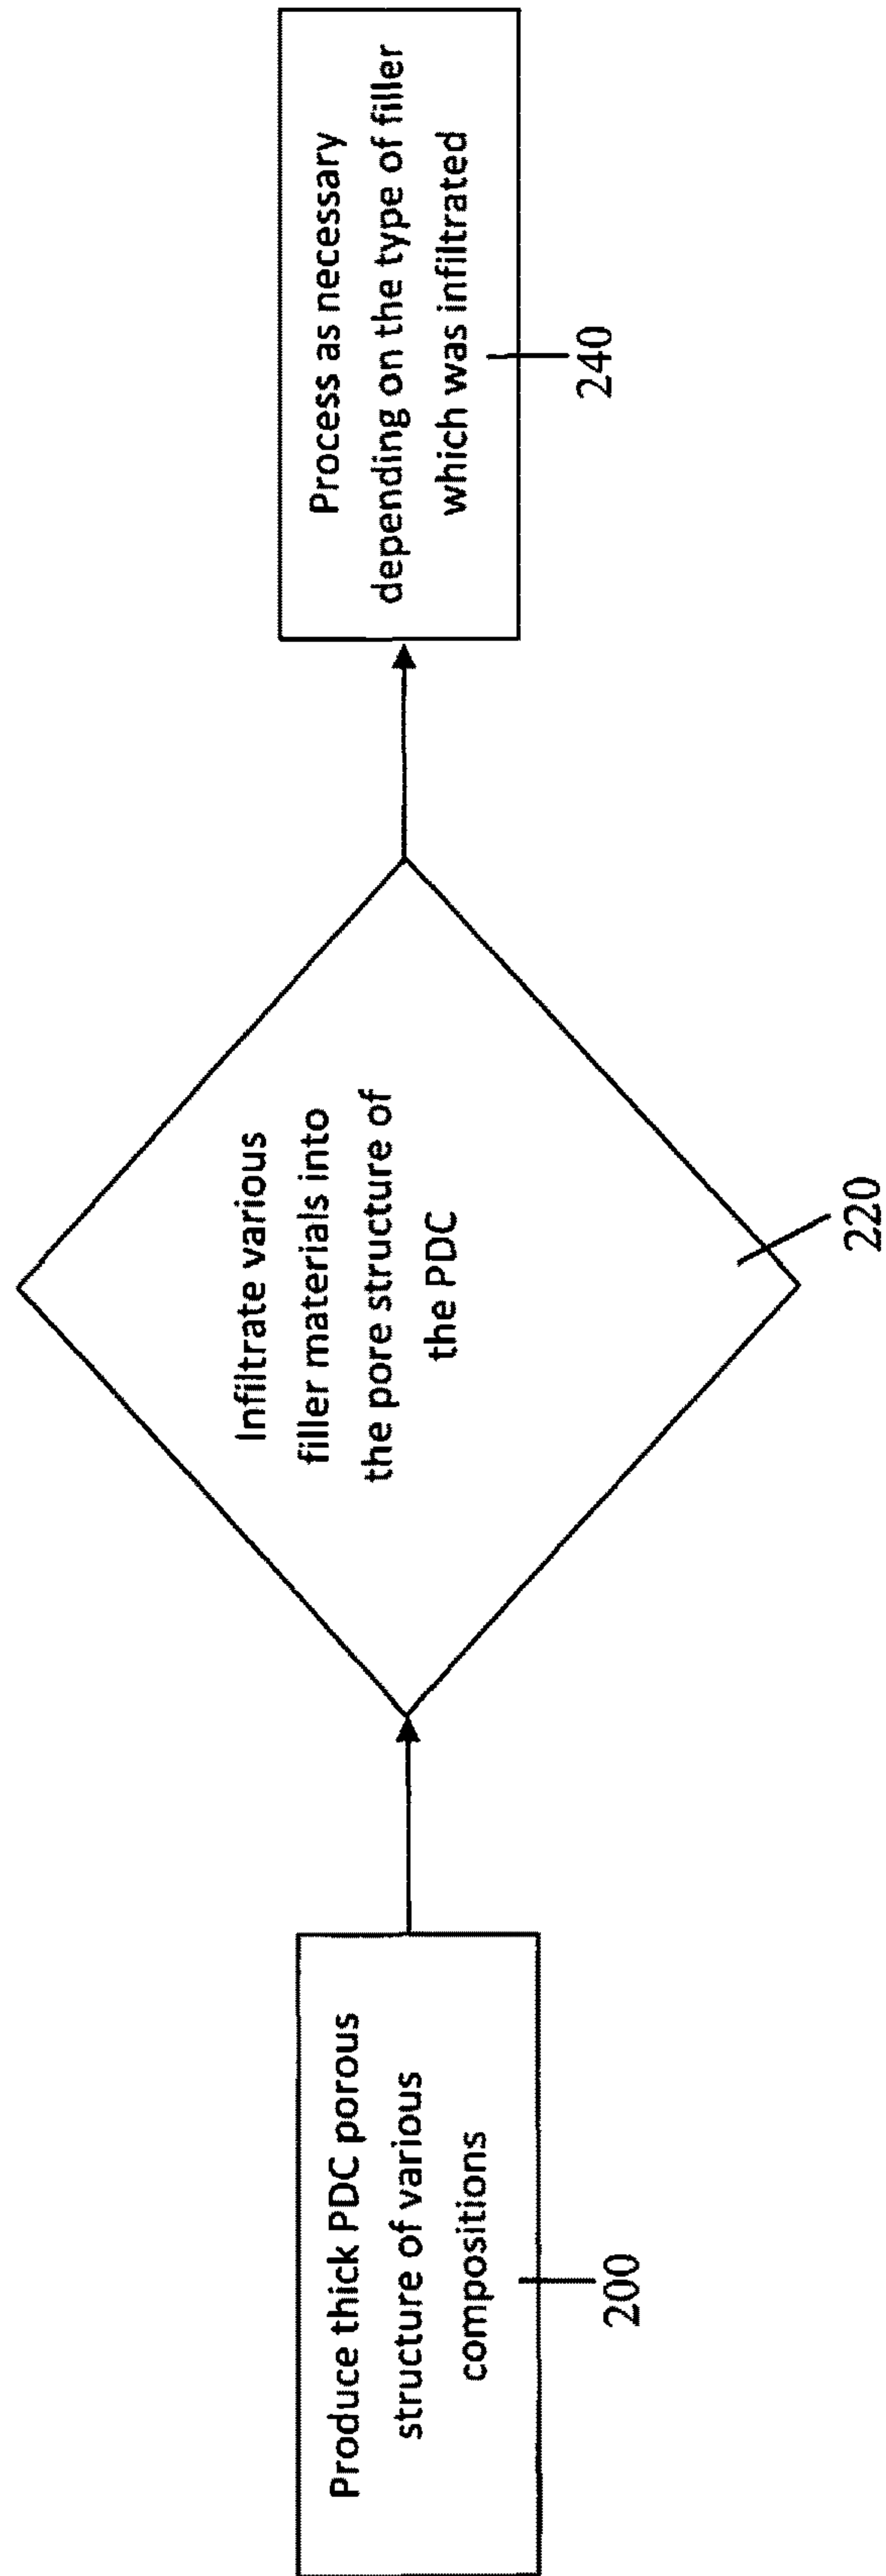 Produce thick PDC porous
structure of various
compositions
200
Infiltrate various
filler materials into
the pore structure of
the PDC
220
Process as necessary
depending on the type of filler
which was infiltrated
240